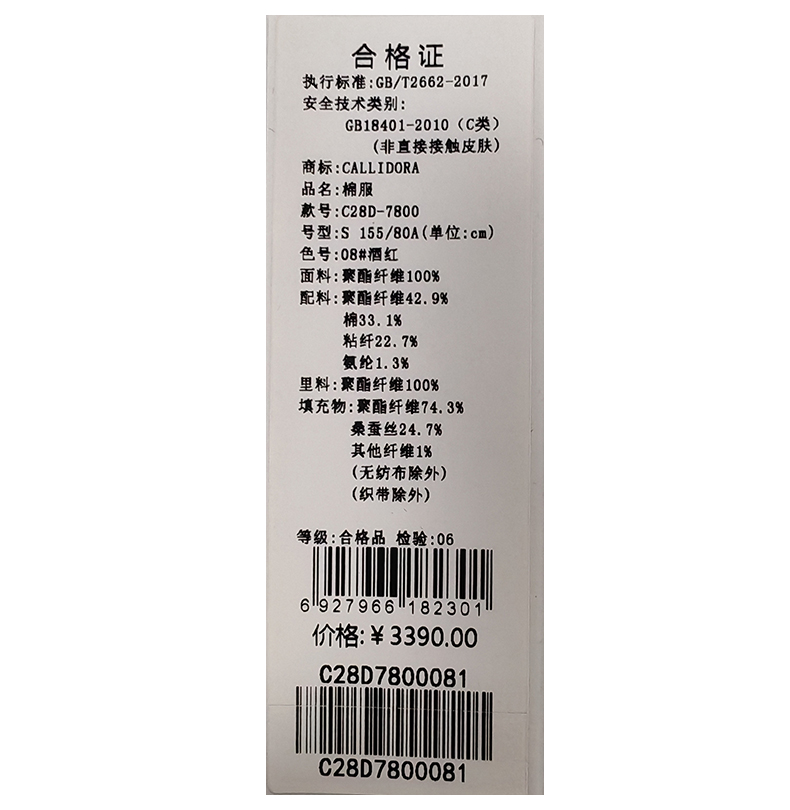 合格证
执行标准:GB/T2662-2017
安全技术类别:
GB18401-2010（C类）
(非直接接触皮肤)
商标:CALLIDORA
品名:棉服
款号:C28D-7800
号型:S 155/80A(单位:cm)
色号:08#酒红
面料:聚酯纤维100%
配料:聚酯纤维42.9%
棉33.1%
粘纤22.7%
氨纶1.3%
里料:聚酯纤维100%
填充物:聚酯纤维74.3%
桑蚕丝24.7%
其他纤维1%
(无纺布除外)
(织带除外)
等级:合格品 检验:06
6 927966 182301
价格:¥3390.00
C28D7800081
C28D7800081